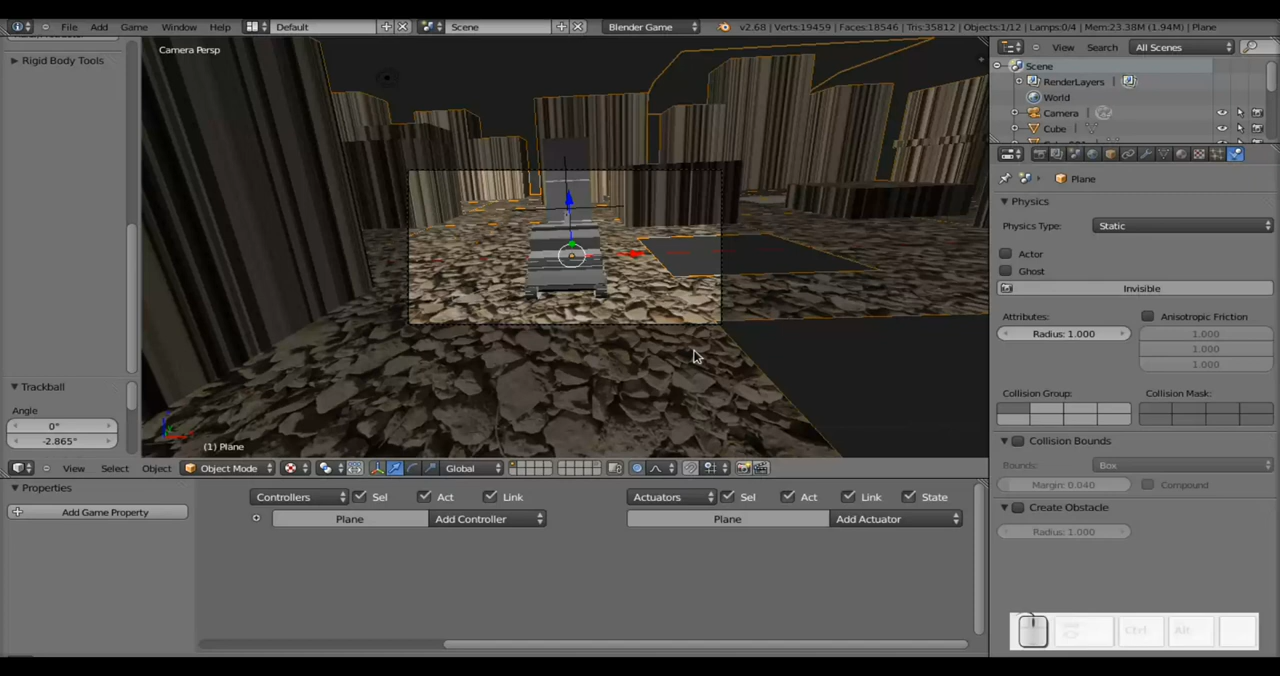 File Add Game Window Help Default Scene Blender Game v2.68 | Verts:19459 | Faces:18546 | Tris:35812 | Objects:1/12 | Lamps:0/4 | Mem:23.38M (1.94M) | Plane
Rigid Body Tools
Trackball
Angle
0°
-2.865°
Camera Persp
(1) Plane
View Select Object Object Mode Global
View Search All Scenes
Scene
RenderLayers
World
Camera
Cube
Plane
Physics
Physics Type: Static
Actor
Ghost
Invisible
Attributes: Anisotropic Friction
Radius: 1.000 1.000
1.000
1.000
Collision Group: Collision Mask:
Collision Bounds
Bounds: Box
Margin: 0.040 Compound
Create Obstacle
Radius: 1.000
Properties
Add Game Property
Controllers Sel Act Link
Plane Add Controller
Actuators Sel Act Link State
Plane Add Actuator
Ctrl Alt